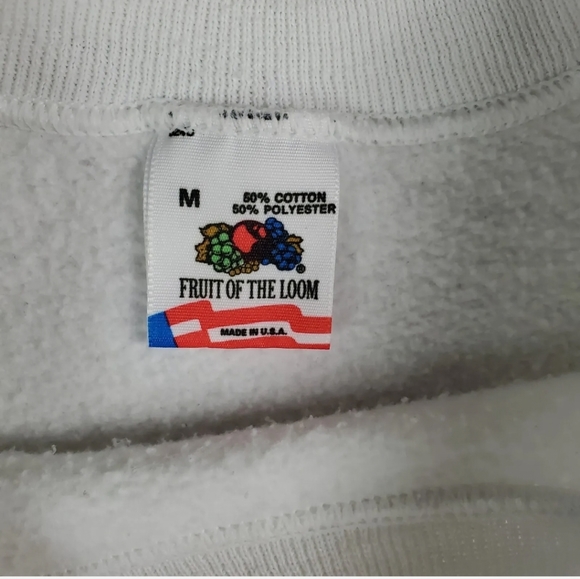 M
50% COTTON
50% POLYESTER
®
FRUIT OF THE LOOM
MADE IN U.S.A.